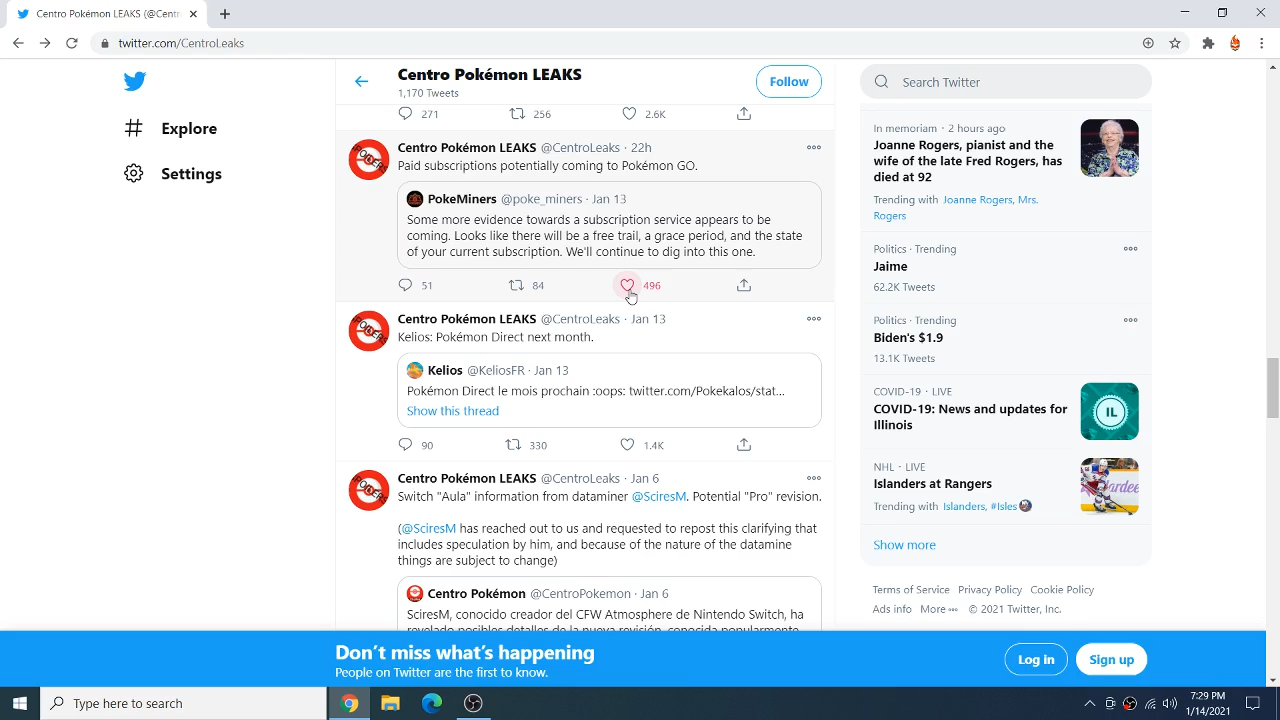 Centro Pokémon LEAKS (@Centr
twitter.com/CentroLeaks
Explore
Settings
Centro Pokémon LEAKS
1,170 Tweets
Follow
271 256 2.6K
Centro Pokémon LEAKS @CentroLeaks · 22h
Paid subscriptions potentially coming to Pokémon GO.
PokeMiners @poke_miners · Jan 13
Some more evidence towards a subscription service appears to be
coming. Looks like there will be a free trail, a grace period, and the state
of your current subscription. We'll continue to dig into this one.
51 84 496
Centro Pokémon LEAKS @CentroLeaks · Jan 13
Kelios: Pokémon Direct next month.
Kelios @KeliosFR · Jan 13
Pokémon Direct le mois prochain :oops: twitter.com/Pokekalos/stat...
Show this thread
90 330 1.4K
Centro Pokémon LEAKS @CentroLeaks · Jan 6
Switch "Aula" information from dataminer @SciresM. Potential "Pro" revision.
(@SciresM has reached out to us and requested to repost this clarifying that
includes speculation by him, and because of the nature of the datamine
things are subject to change)
Centro Pokémon @CentroPokemon · Jan 6
SciresM, conocido creador del CFW Atmosphere de Nintendo Switch, ha
revelado posibles detalles de la nueva revisión, conocida popularmente
Search Twitter
In memoriam · 2 hours ago
Joanne Rogers, pianist and the
wife of the late Fred Rogers, has
died at 92
Trending with Joanne Rogers, Mrs.
Rogers
Politics · Trending
Jaime
62.2K Tweets
Politics · Trending
Biden's $1.9
13.1K Tweets
COVID-19 · LIVE
COVID-19: News and updates for
Illinois
IL
NHL · LIVE
Islanders at Rangers
Trending with Islanders, #Isles
Show more
Terms of Service Privacy Policy Cookie Policy
Ads info More © 2021 Twitter, Inc.
Don't miss what's happening
People on Twitter are the first to know.
Log in
Sign up
Type here to search
7:29 PM
1/14/2021